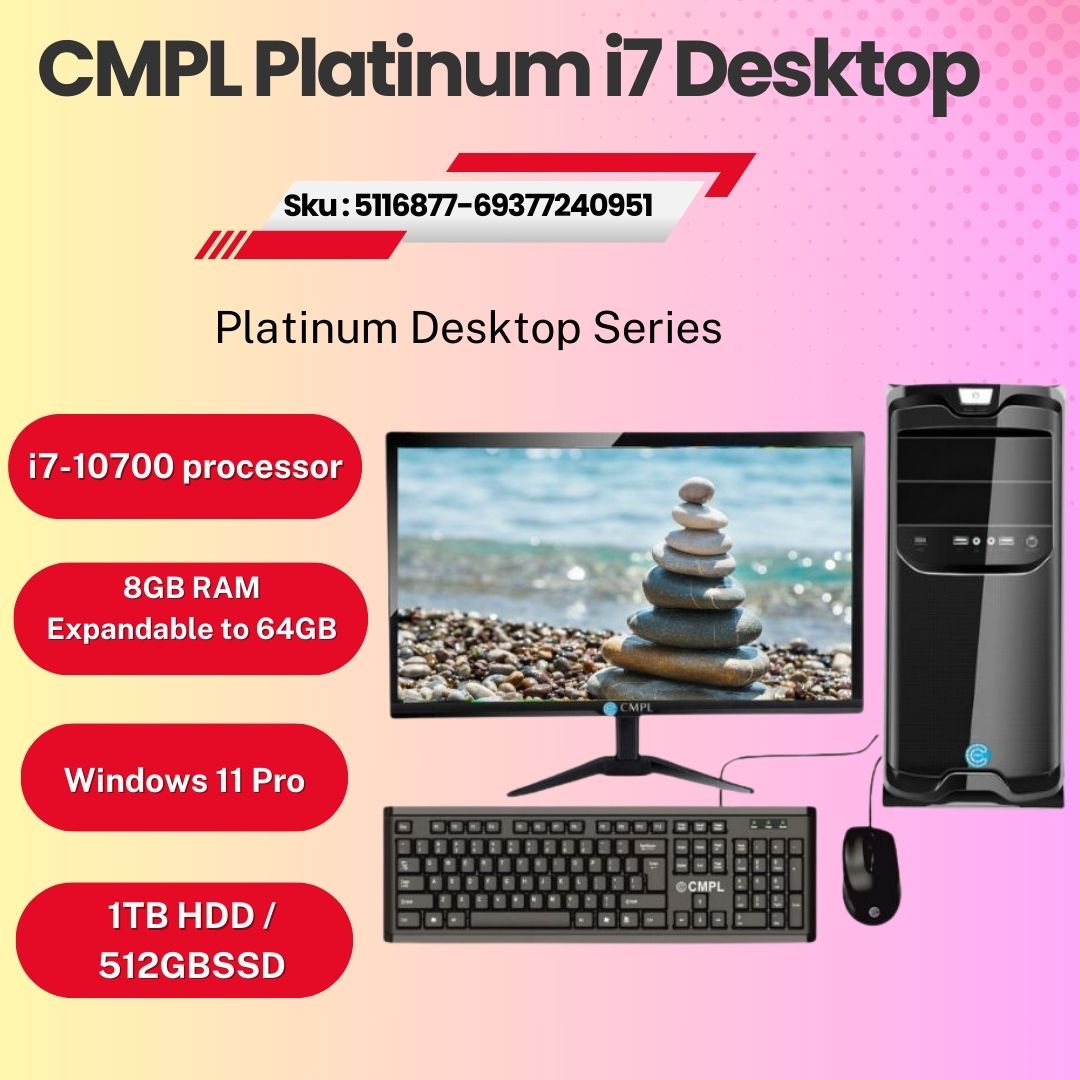 CMPL Platinum i7 Desktop
Sku : 5116877-69377240951
Platinum Desktop Series
i7-10700 processor
8GB RAM
Expandable to 64GB
Windows 11 Pro
1TB HDD /
512GBSSD
CMPL
CMPL